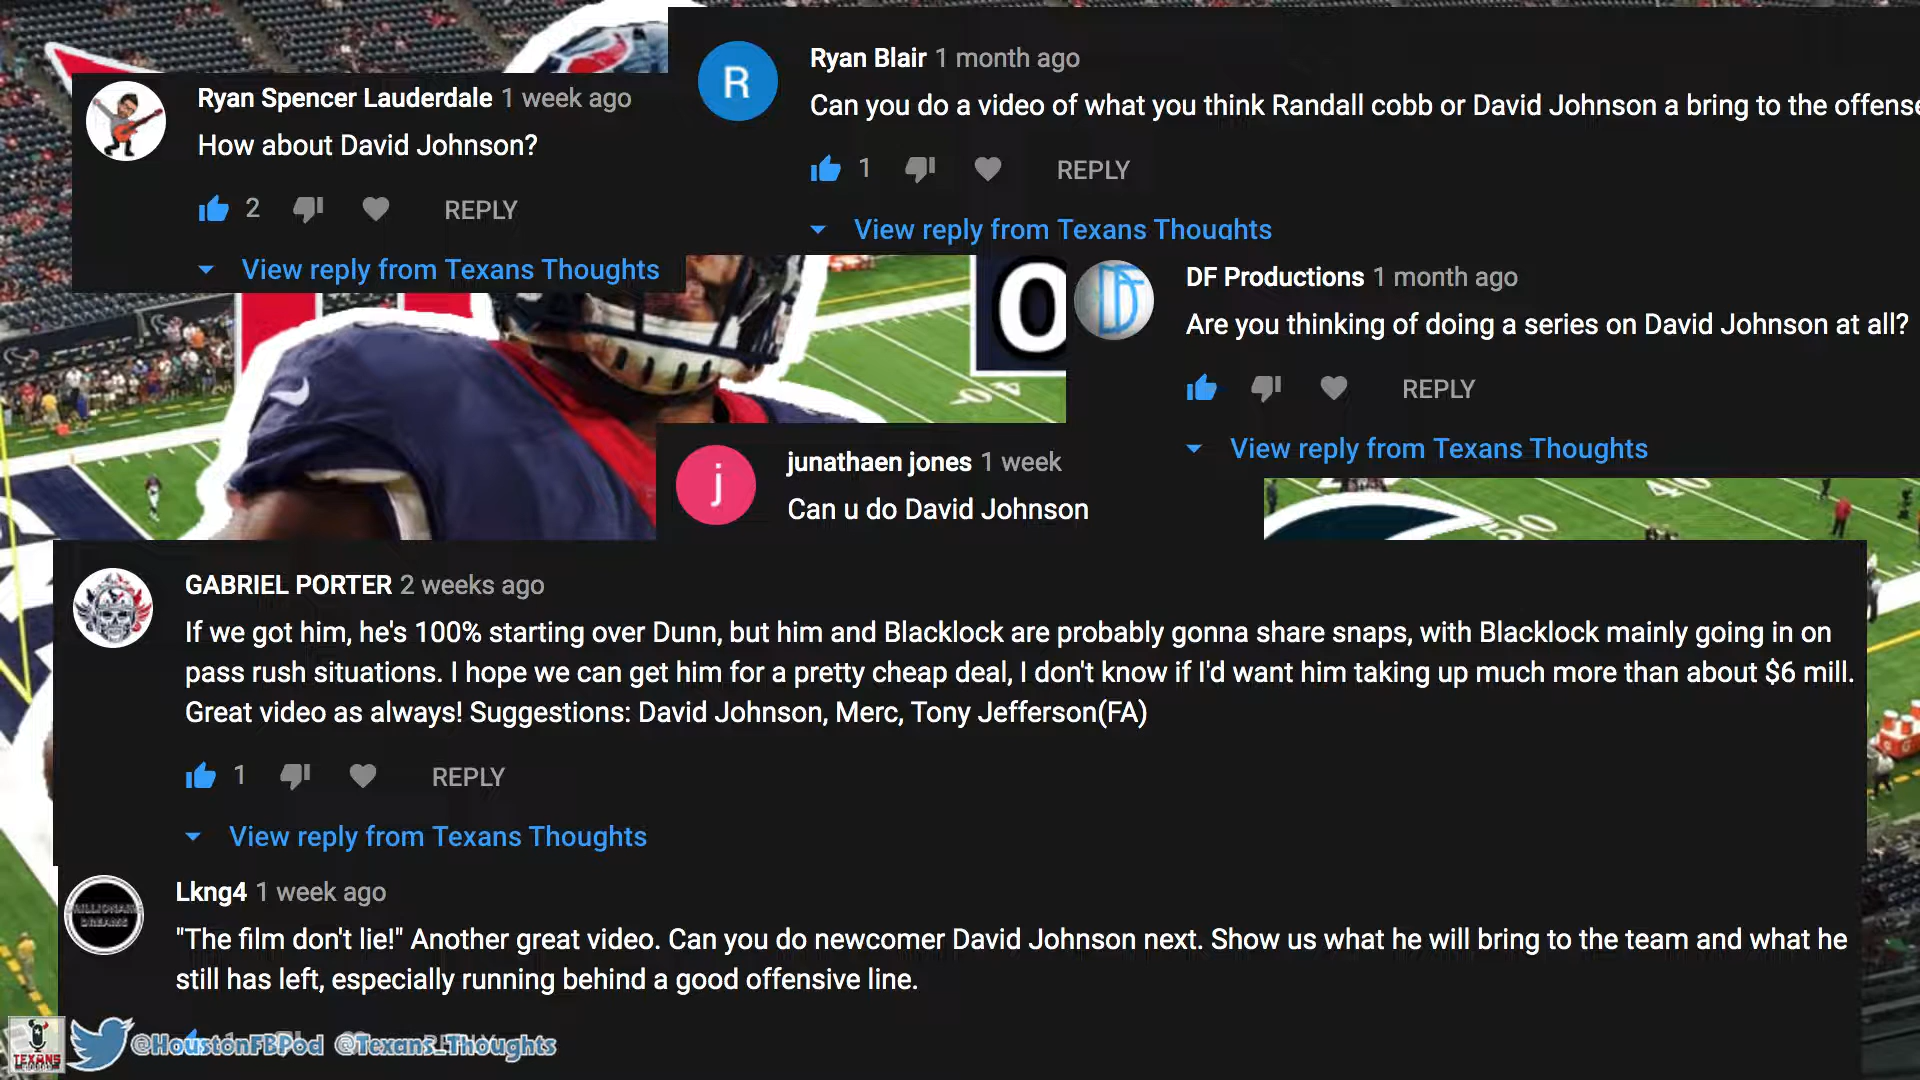 Ryan Spencer Lauderdale 1 week ago
How about David Johnson?
2 REPLY
View reply from Texans Thoughts
Ryan Blair 1 month ago
R
Can you do a video of what you think Randall cobb or David Johnson a bring to the offense
1 REPLY
View reply from Texans Thoughts
DF Productions 1 month ago
DF
Are you thinking of doing a series on David Johnson at all?
REPLY
View reply from Texans Thoughts
40
50
junathaen jones 1 week
j
Can u do David Johnson
GABRIEL PORTER 2 weeks ago
If we got him, he's 100% starting over Dunn, but him and Blacklock are probably gonna share snaps, with Blacklock mainly going in on
pass rush situations. I hope we can get him for a pretty cheap deal, I don't know if I'd want him taking up much more than about $6 mill.
Great video as always! Suggestions: David Johnson, Merc, Tony Jefferson(FA)
1 REPLY
View reply from Texans Thoughts
Lkng4 1 week ago
MILLIONAIRE
DREAMS
"The film don't lie!" Another great video. Can you do newcomer David Johnson next. Show us what he will bring to the team and what he
still has left, especially running behind a good offensive line.
1 REPLY
TEXANS
@HoustonFBPod @Texans_Thoughts